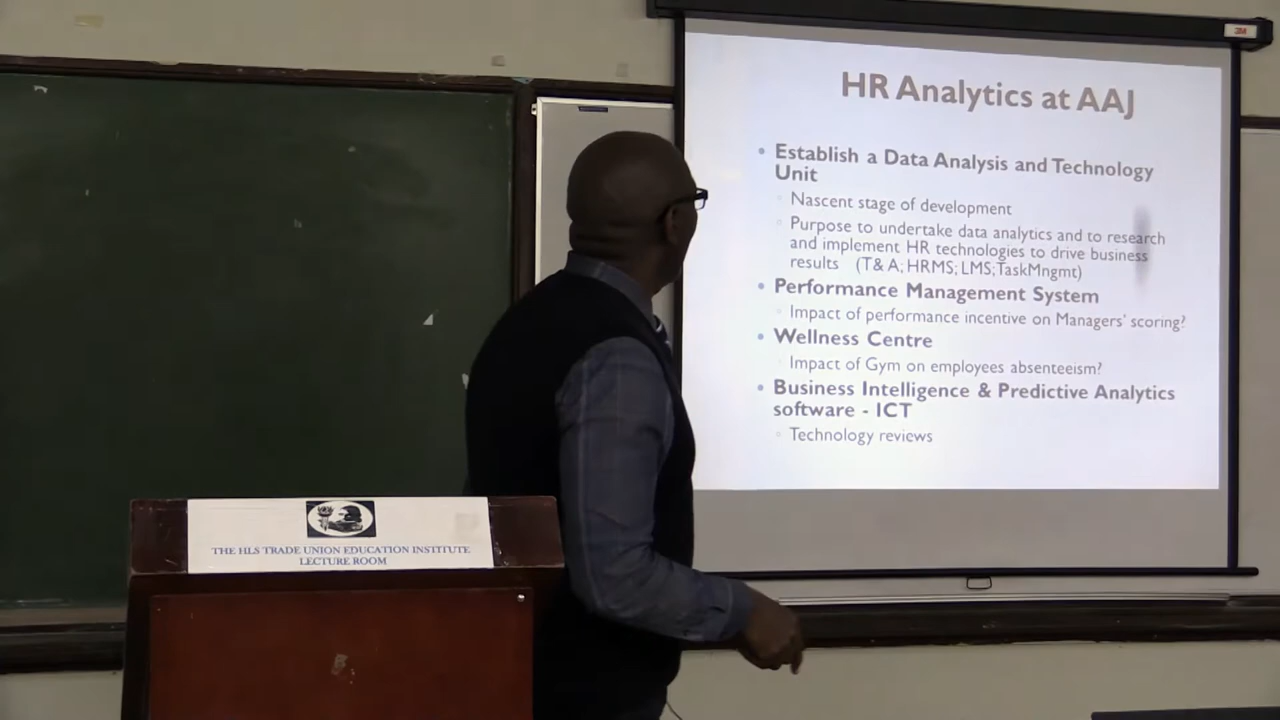 3M
HR Analytics at AAJ
• Establish a Data Analysis and Technology
Unit
Nascent stage of development
Purpose to undertake data analytics and to research
and implement HR technologies to drive business
results (T& A; HRMS; LMS; TaskMngmt)
• Performance Management System
Impact of performance incentive on Managers' scoring?
• Wellness Centre
Impact of Gym on employees absenteeism?
• Business Intelligence & Predictive Analytics
software - ICT
Technology reviews
THE HLS TRADE UNION EDUCATION INSTITUTE
LECTURE ROOM